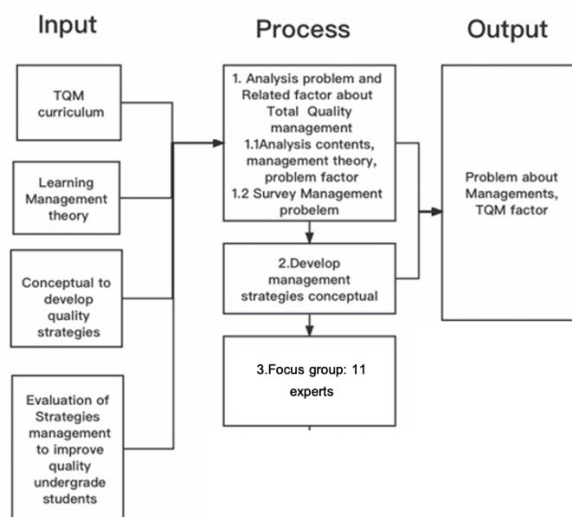 Input
Process
Output
TQM
curriculum
Learning
Management
theory
Conceptual to
develop
quality
strategies
Evaluation of
Strategies
management
to improve
quality
undergrade
students
1. Analysis problem and
Related factor about
Total Quality
management
1.1Analysis contents,
management theory,
problem factor
1.2 Survey Management
probelem
2.Develop
management
strategies conceptual
3.Focus group: 11
experts
Problem about
Managements,
TQM factor